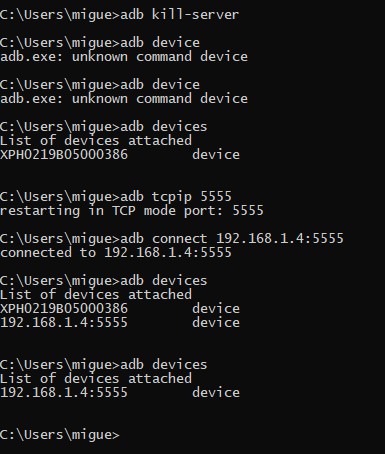 C:\Users\migue>adb kill-server
C:\Users\migue>adb device
adb.exe: unknown command device
C:\Users\migue>adb device
adb.exe: unknown command device
C:\Users\migue>adb devices
List of devices attached
XPH0219B05000386        device
C:\Users\migue>adb tcpip 5555
restarting in TCP mode port: 5555
C:\Users\migue>adb connect 192.168.1.4:5555
connected to 192.168.1.4:5555
C:\Users\migue>adb devices
List of devices attached
XPH0219B05000386        device
192.168.1.4:5555        device
C:\Users\migue>adb devices
List of devices attached
192.168.1.4:5555        device
C:\Users\migue>